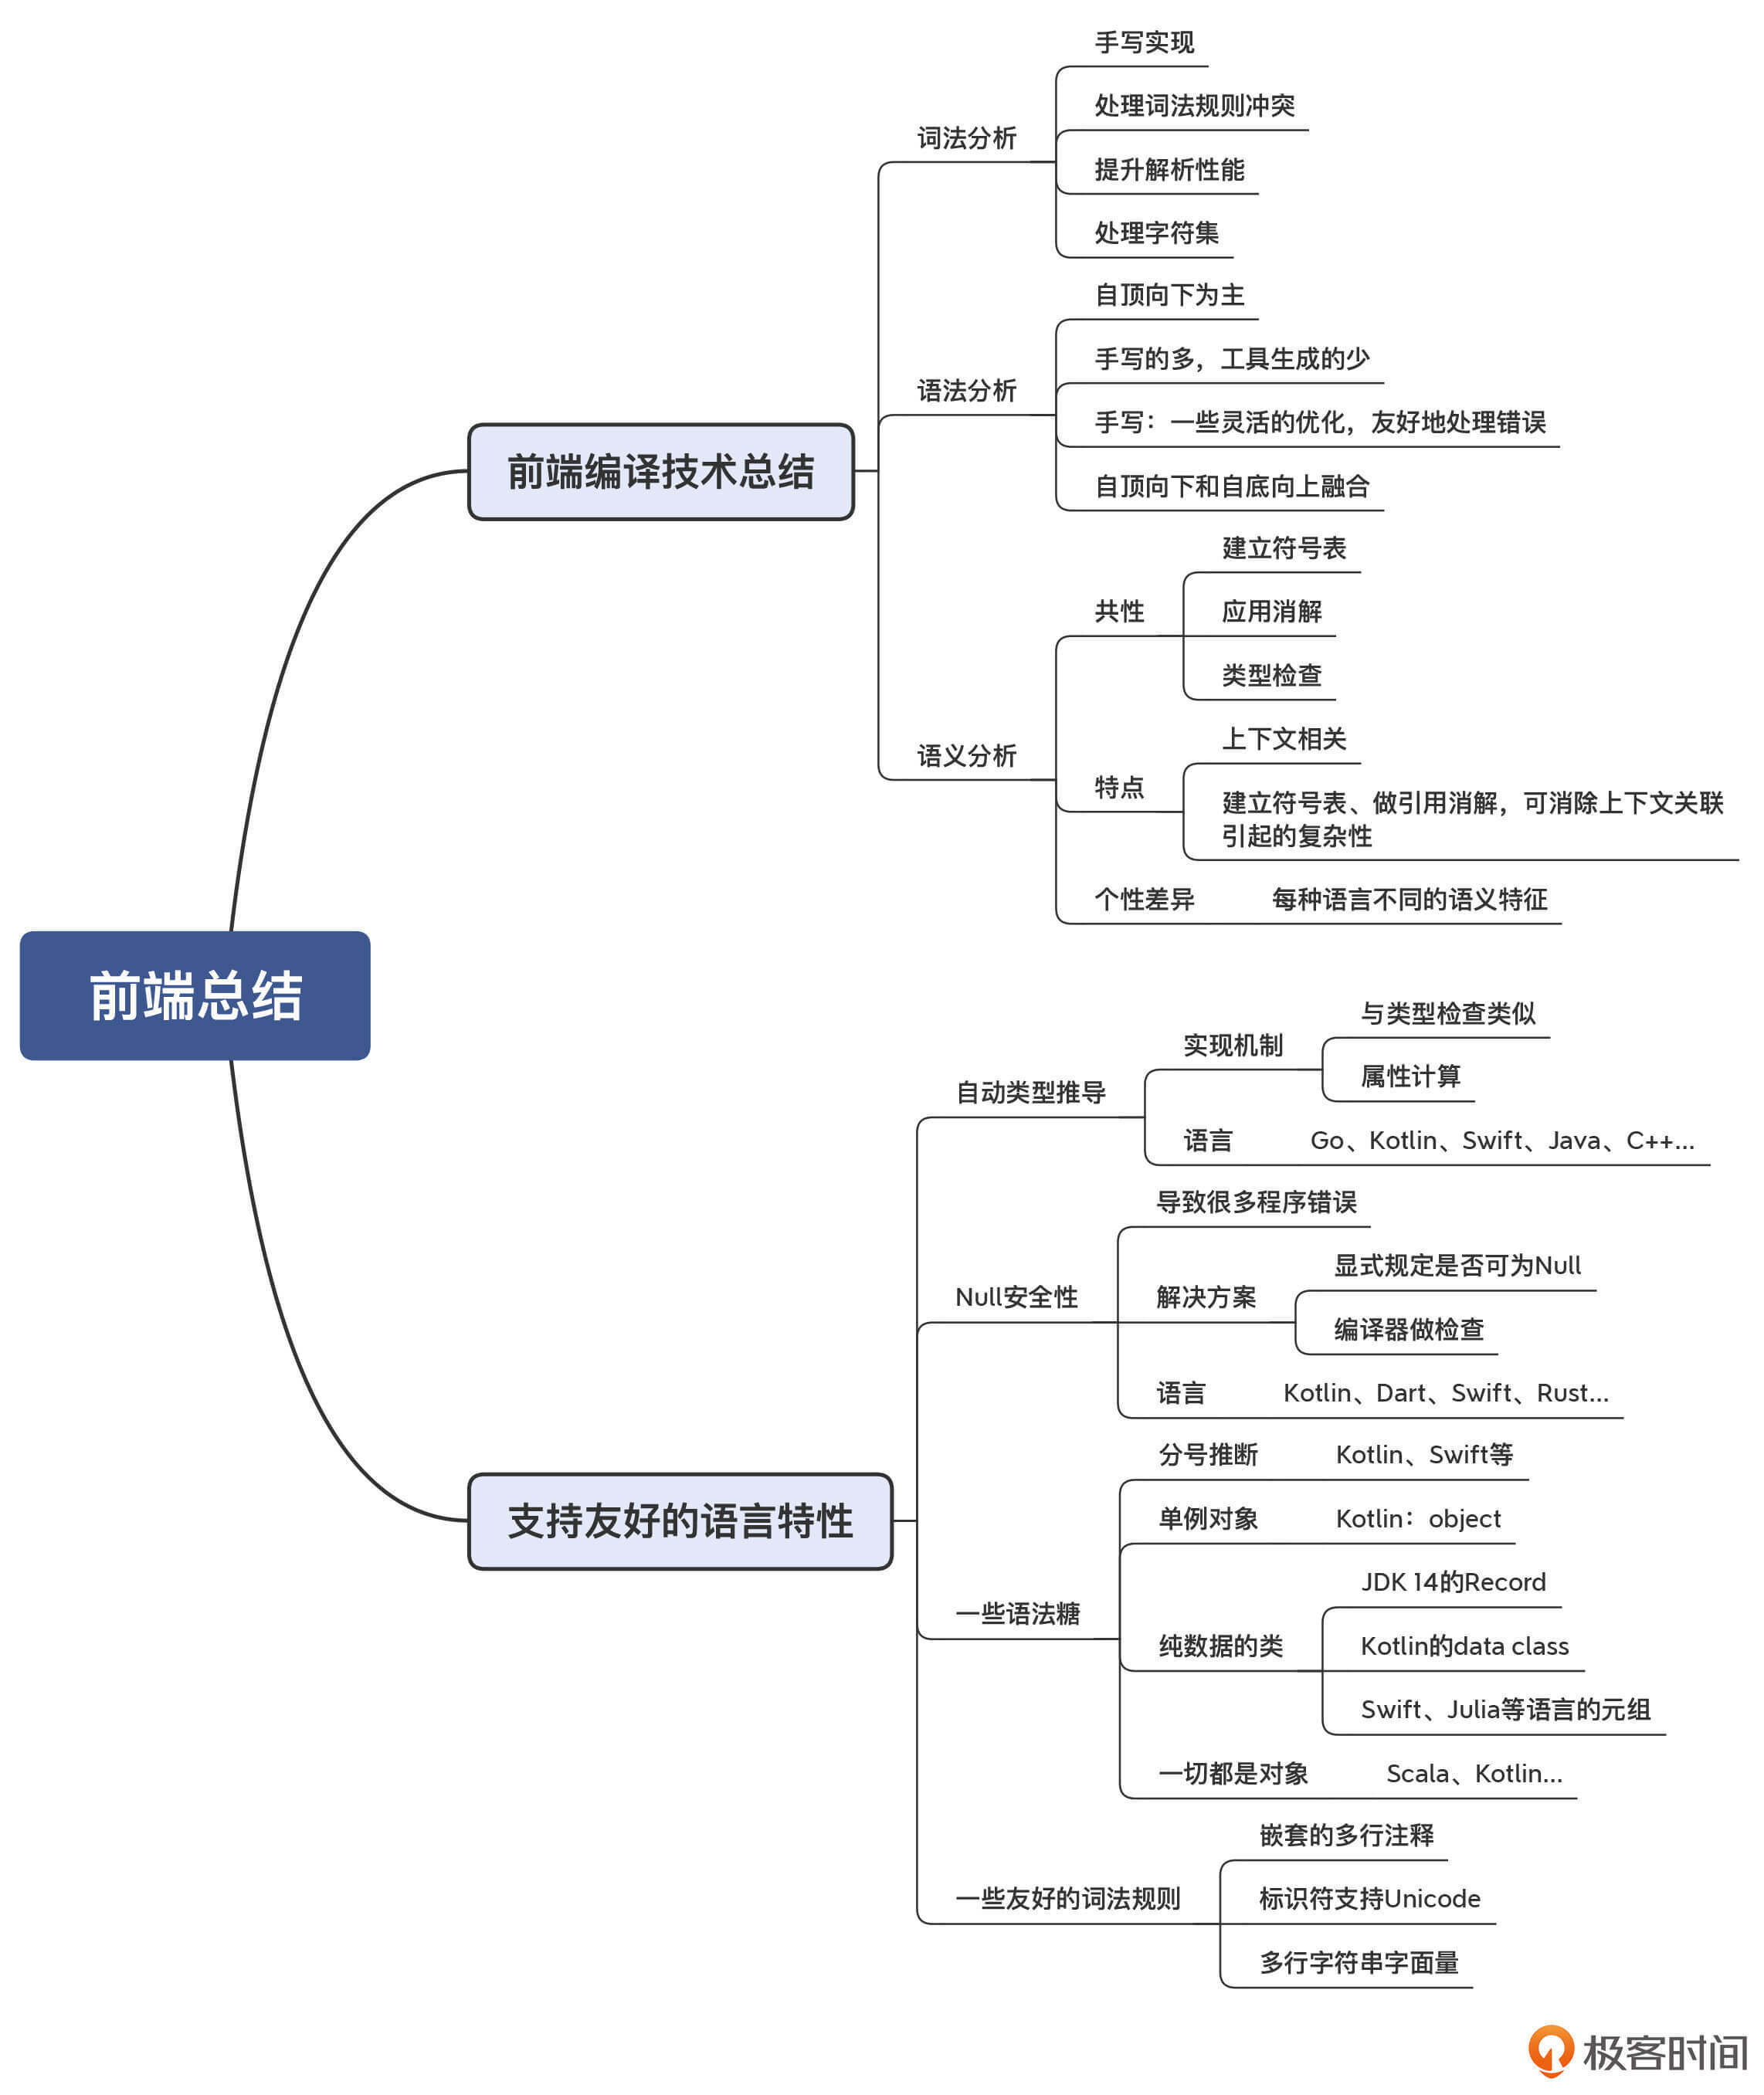 前端总结
前端编译技术总结
词法分析
手写实现
处理词法规则冲突
提升解析性能
处理字符集
语法分析
自顶向下为主
手写的多，工具生成的少
手写：一些灵活的优化，友好地处理错误
自顶向下和自底向上融合
语义分析
共性
建立符号表
应用消解
类型检查
特点
上下文相关
建立符号表、做引用消解，可消除上下文关联
引起的复杂性
个性差异
每种语言不同的语义特征
支持友好的语言特性
自动类型推导
实现机制
与类型检查类似
属性计算
语言
Go、Kotlin、Swift、Java、C++...
Null安全性
导致很多程序错误
解决方案
显式规定是否可为Null
编译器做检查
语言
Kotlin、Dart、Swift、Rust...
一些语法糖
分号推断
Kotlin、Swift等
单例对象
Kotlin：object
纯数据的类
JDK 14的Record
Kotlin的data class
Swift、Julia等语言的元组
一切都是对象
Scala、Kotlin...
一些友好的词法规则
嵌套的多行注释
标识符支持Unicode
多行字符串字面量
极客时间